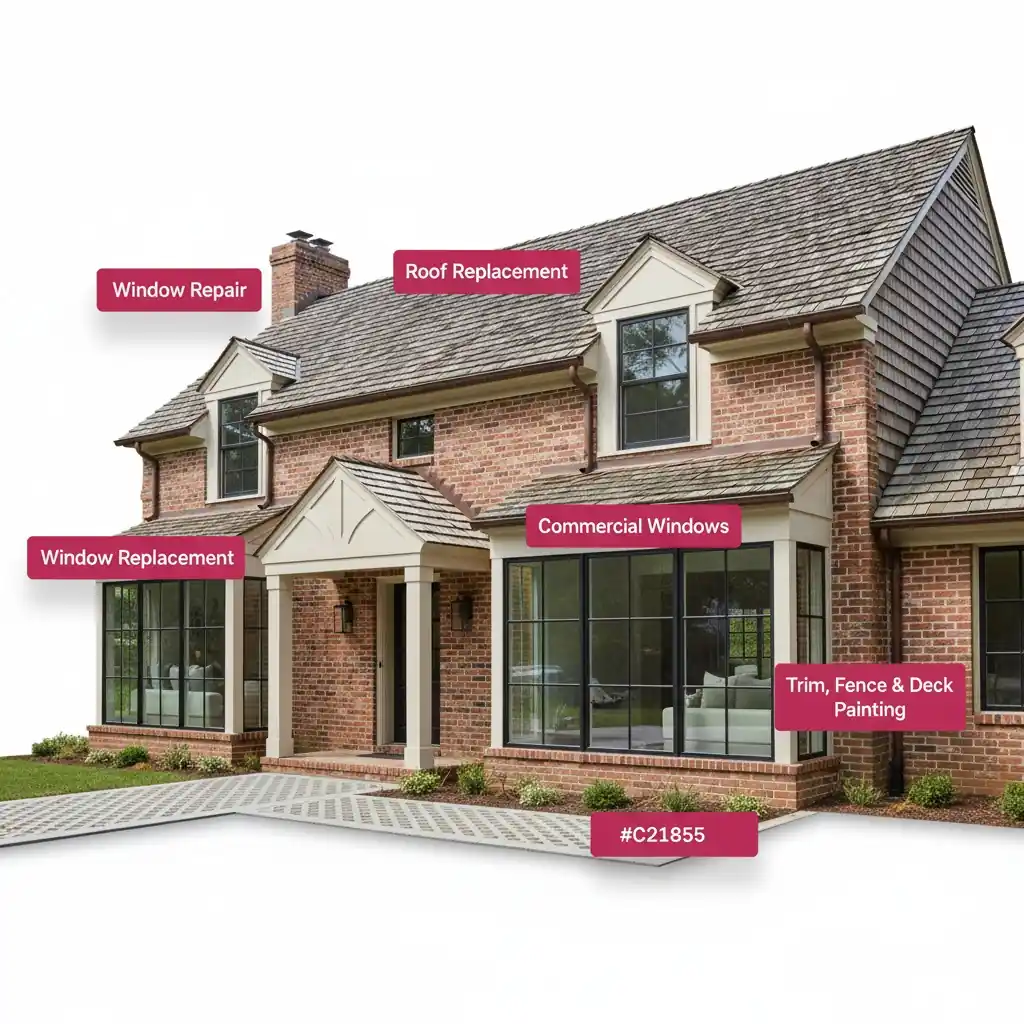 Roof Replacement
Window Repair
Commercial Windows
Window Replacement
Trim, Fence & Deck
Painting
#C21855